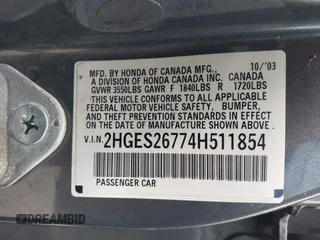 MFD. BY HONDA OF CANADA MFG., 10/'03
A DIVISION OF HONDA CANADA INC. CANADA
GVWR 3550LBS GAWR F 1840LBS R 1720LBS
THIS VEHICLE CONFORMS TO ALL APPLICABLE
FEDERAL MOTOR VEHICLE SAFETY, BUMPER,
AND THEFT PREVENTION STANDARDS IN EFFECT
ON THE DATE OF MANUFACTURE SHOWN ABOVE.
V.I.N. 2HGES26774H511854
PASSENGER CAR
DREAMBID